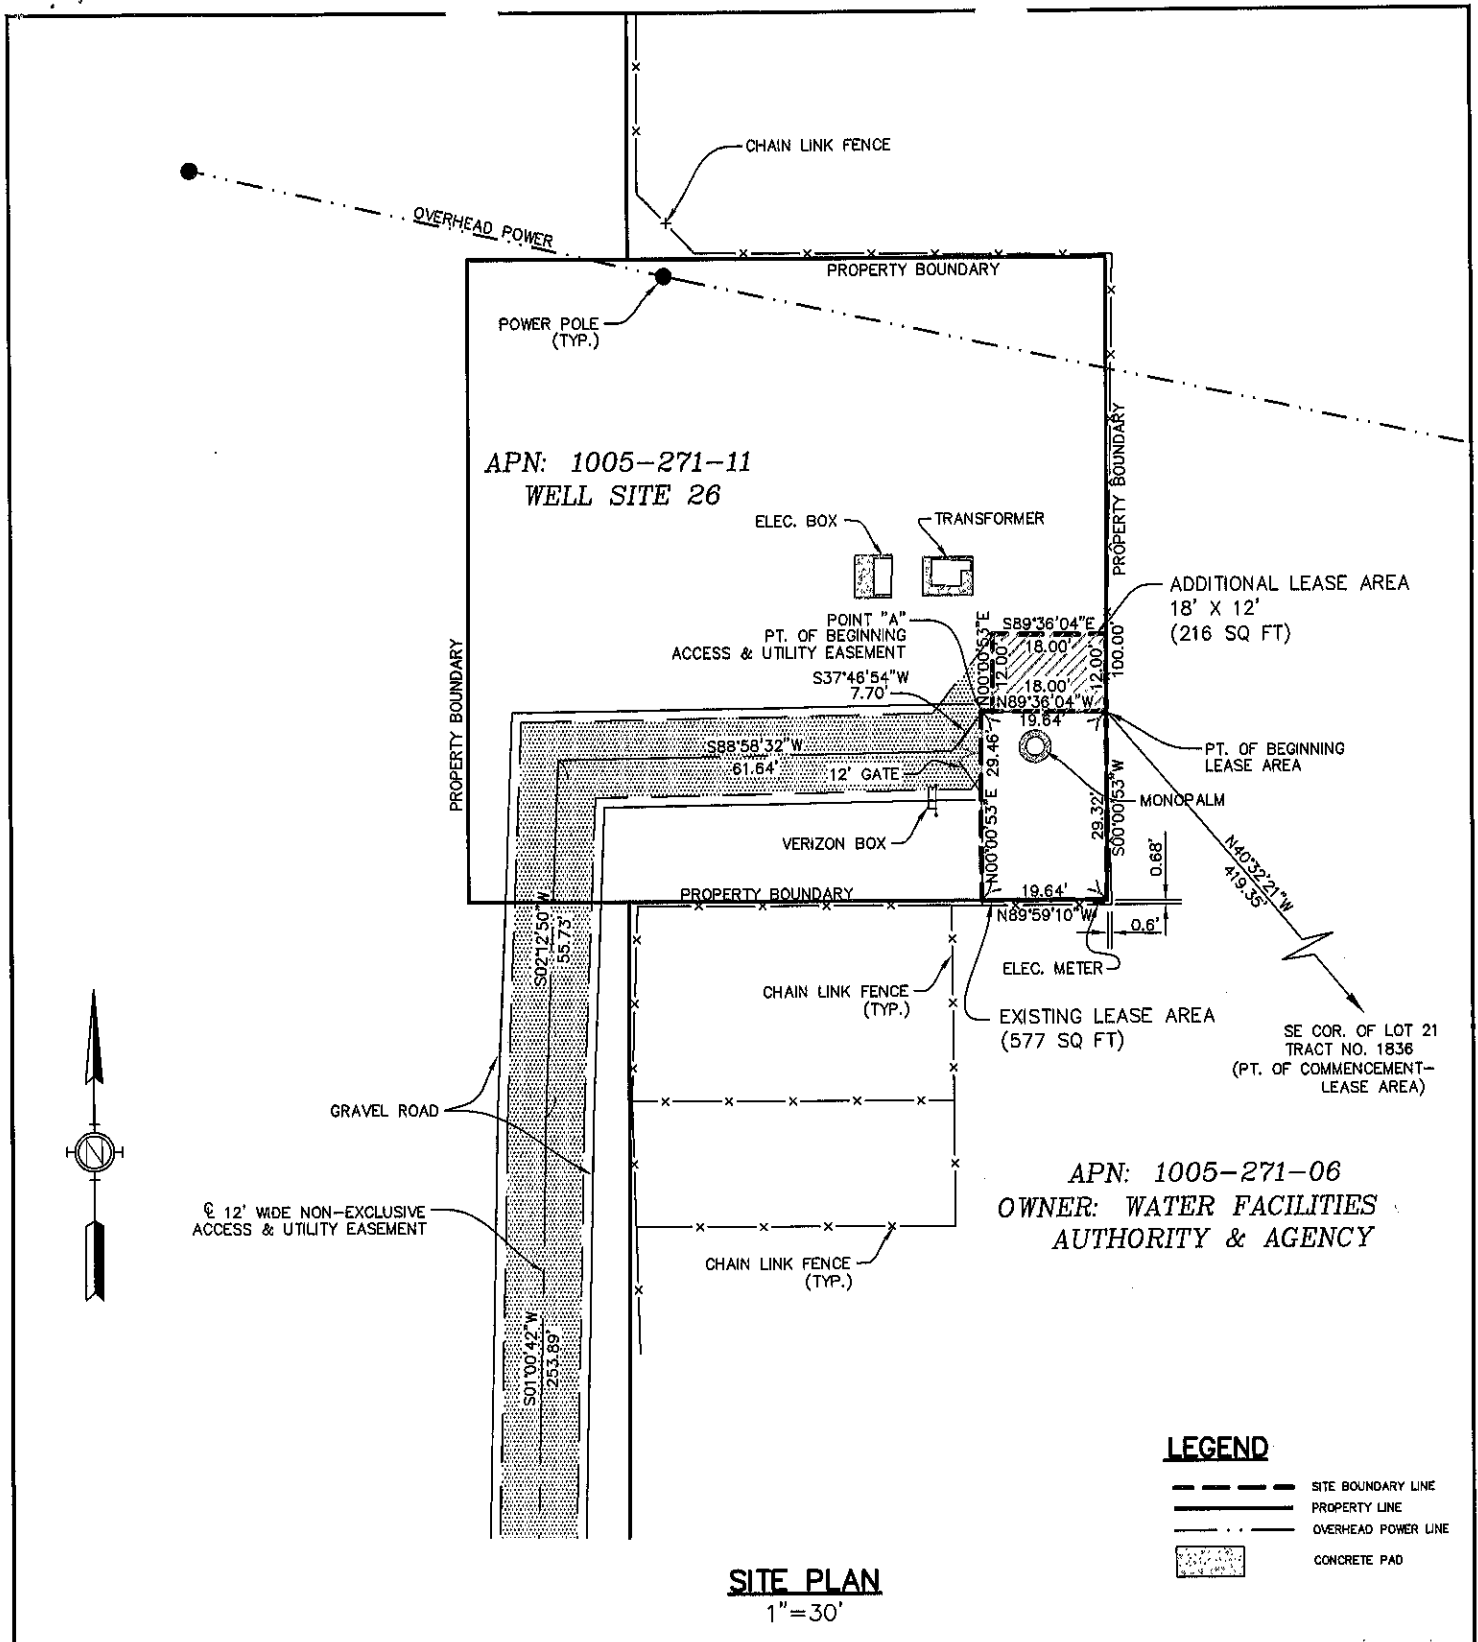 CHAIN LINK FENCE
OVERHEAD POWER
PROPERTY BOUNDARY
POWER POLE
(TYP.)
PROPERTY BOUNDARY
APN: 1005-271-11
WELL SITE 26
ELEC. BOX
TRANSFORMER
ADDITIONAL LEASE AREA
18' X 12'
(216 SQ FT)
POINT "A"
PT. OF BEGINNING
ACCESS & UTILITY EASEMENT
S89°36'04"E
18.00'
N00°00'53"E
12.00'
12.00'
100.00'
18.00'
N89°36'04"W
19.64'
S37°46'54"W
7.70'
PROPERTY BOUNDARY
S88°58'32"W
61.64'
12' GATE
N00°00'53"E 29.46'
PT. OF BEGINNING
LEASE AREA
MONOPALM
29.32'
S00°00'53"W
VERIZON BOX
N40°32'21"W
419.35'
0.68'
PROPERTY BOUNDARY
19.64'
N89°59'10"W
0.6'
S02°12'50"W
55.73'
ELEC. METER
CHAIN LINK FENCE
(TYP.)
EXISTING LEASE AREA
(577 SQ FT)
SE COR. OF LOT 21
TRACT NO. 1836
(PT. OF COMMENCEMENT-
LEASE AREA)
GRAVEL ROAD
N
APN: 1005-271-06
OWNER: WATER FACILITIES
AUTHORITY & AGENCY
℄ 12' WIDE NON-EXCLUSIVE
ACCESS & UTILITY EASEMENT
CHAIN LINK FENCE
(TYP.)
S01°00'42"W
253.89'
LEGEND
SITE BOUNDARY LINE
PROPERTY LINE
OVERHEAD POWER LINE
CONCRETE PAD
SITE PLAN
1"=30'